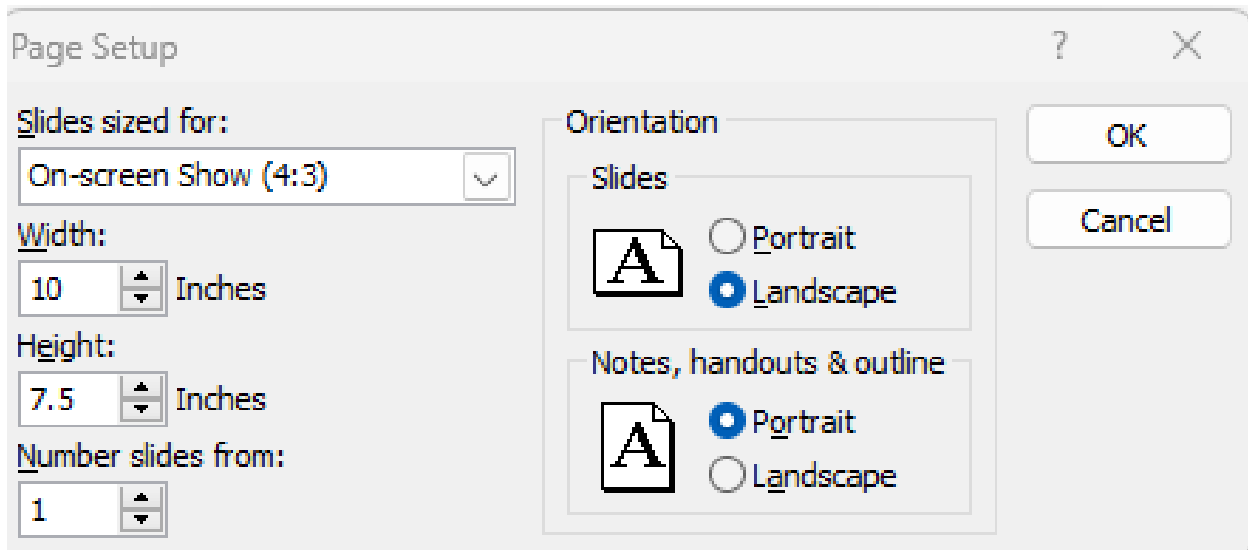 Page Setup
Slides sized for:
On-screen Show (4:3)
Width:
10 Inches
Height:
7.5 Inches
Number slides from:
1
Orientation
Slides
A
Portrait
Landscape
Notes, handouts & outline
A
Portrait
Landscape
?
OK
Cancel